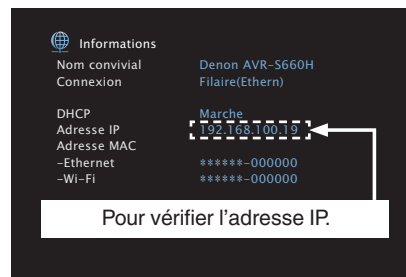 Informations
Nom convivial Denon AVR-S660H
Connexion Filaire(Ethern)
DHCP Marche
Adresse IP 192.168.100.19
Adresse MAC
-Ethernet ******-000000
-Wi-Fi ******-000000
Pour vérifier l'adresse IP.